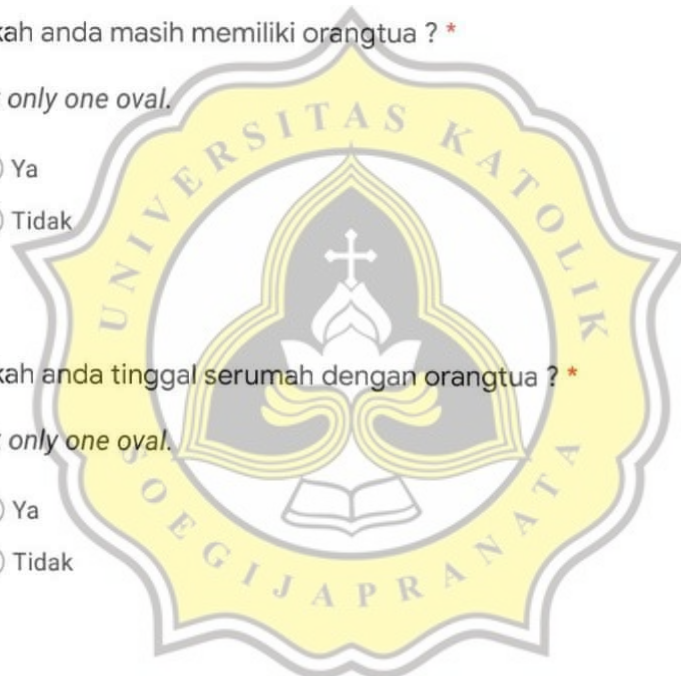 kah anda masih memiliki orangtua ? *
only one oval.
Ya
Tidak
kah anda tinggal serumah dengan orangtua ? *
only one oval.
Ya
Tidak
UNIVERSITAS KATOLIK
SOEGIJAPRANATA